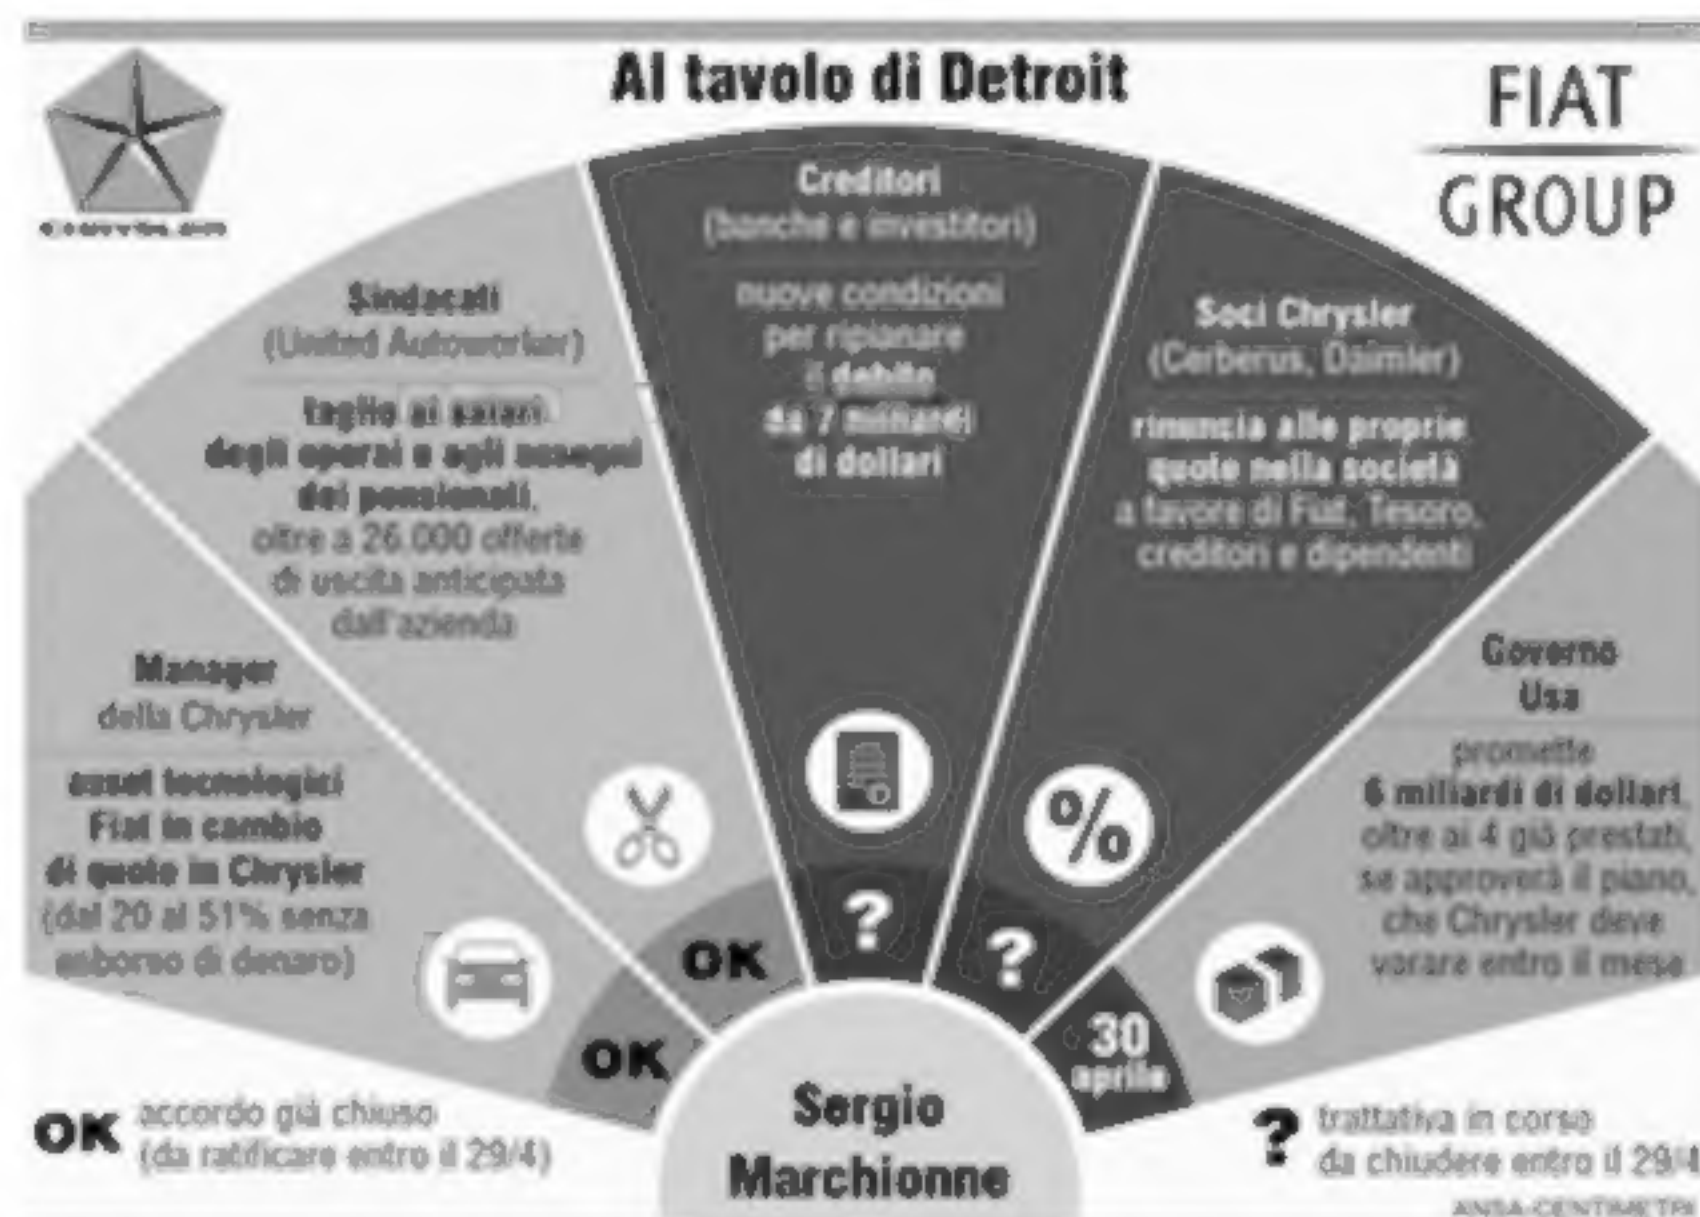 Al tavolo di Detroit
CHRYSLER
FIAT
GROUP
Manager
della Chrysler
asset tecnologici
Fiat in cambio
di quote in Chrysler
(dal 20 al 51% senza
esborso di denaro)
OK
Sindacati
(United Autoworker)
taglio ai salari
degli operai e agli assegni
dei pensionati,
oltre a 26.000 offerte
di uscita anticipata
dall'azienda
OK
Creditori
(banche e investitori)
nuove condizioni
per ripianare
il debito
da 7 miliardi
di dollari
?
Soci Chrysler
(Cerberus, Daimler)
rinuncia alle proprie
quote nella società
a favore di Fiat, Tesoro,
creditori e dipendenti
%
?
Governo
Usa
promette
6 miliardi di dollari,
oltre ai 4 già prestati,
se approverà il piano,
che Chrysler deve
varare entro il mese
30
aprile
Sergio
Marchionne
OK accordo già chiuso
(da ratificare entro il 29/4)
? trattativa in corso
da chiudere entro il 29/4
ANSA-CENTIMETRI